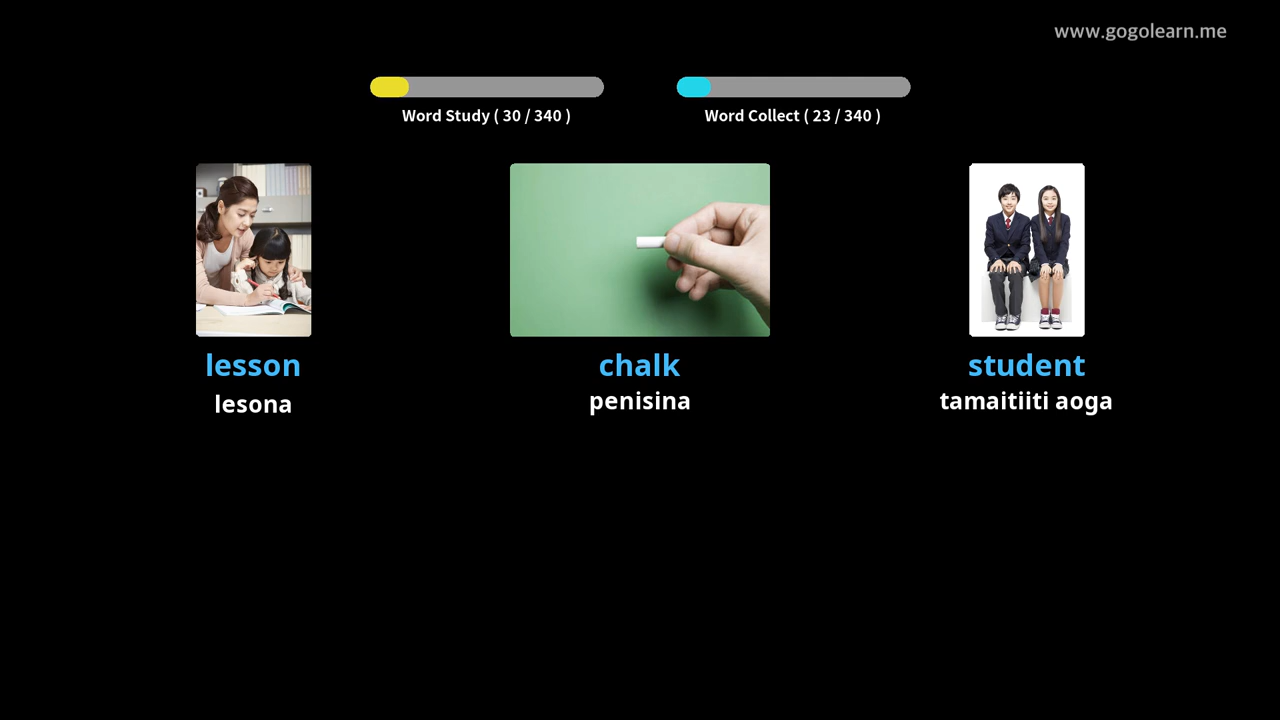 www.gogolearn.me
Word Study ( 30 / 340 )
Word Collect ( 23 / 340 )
lesson
chalk
student
lesona
penisina
tamaitiiti aoga